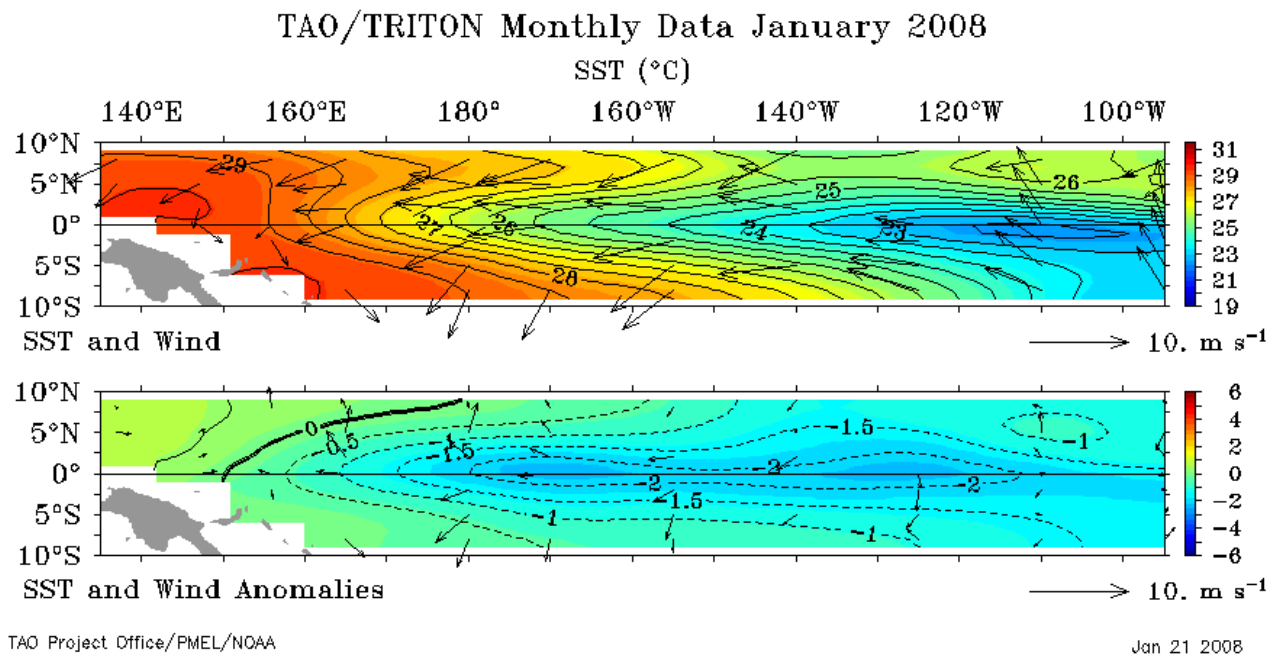 TAO/TRITON Monthly Data January 2008
SST (°C)
140°E 160°E 180° 160°W 140°W 120°W 100°W
10°N
5°N
0°
5°S
10°S
29
27
26
28
25
24
23
26
31
29
27
25
23
21
19
SST and Wind
10. m s⁻¹
10°N
5°N
0°
5°S
10°S
0
-0.5
-1
-1.5
-1.5
-1
-2
-2
-2
-1.5
-1
-1
6
4
2
0
-2
-4
-6
SST and Wind Anomalies
10. m s⁻¹
TAO Project Office/PMEL/NOAA
Jan 21 2008